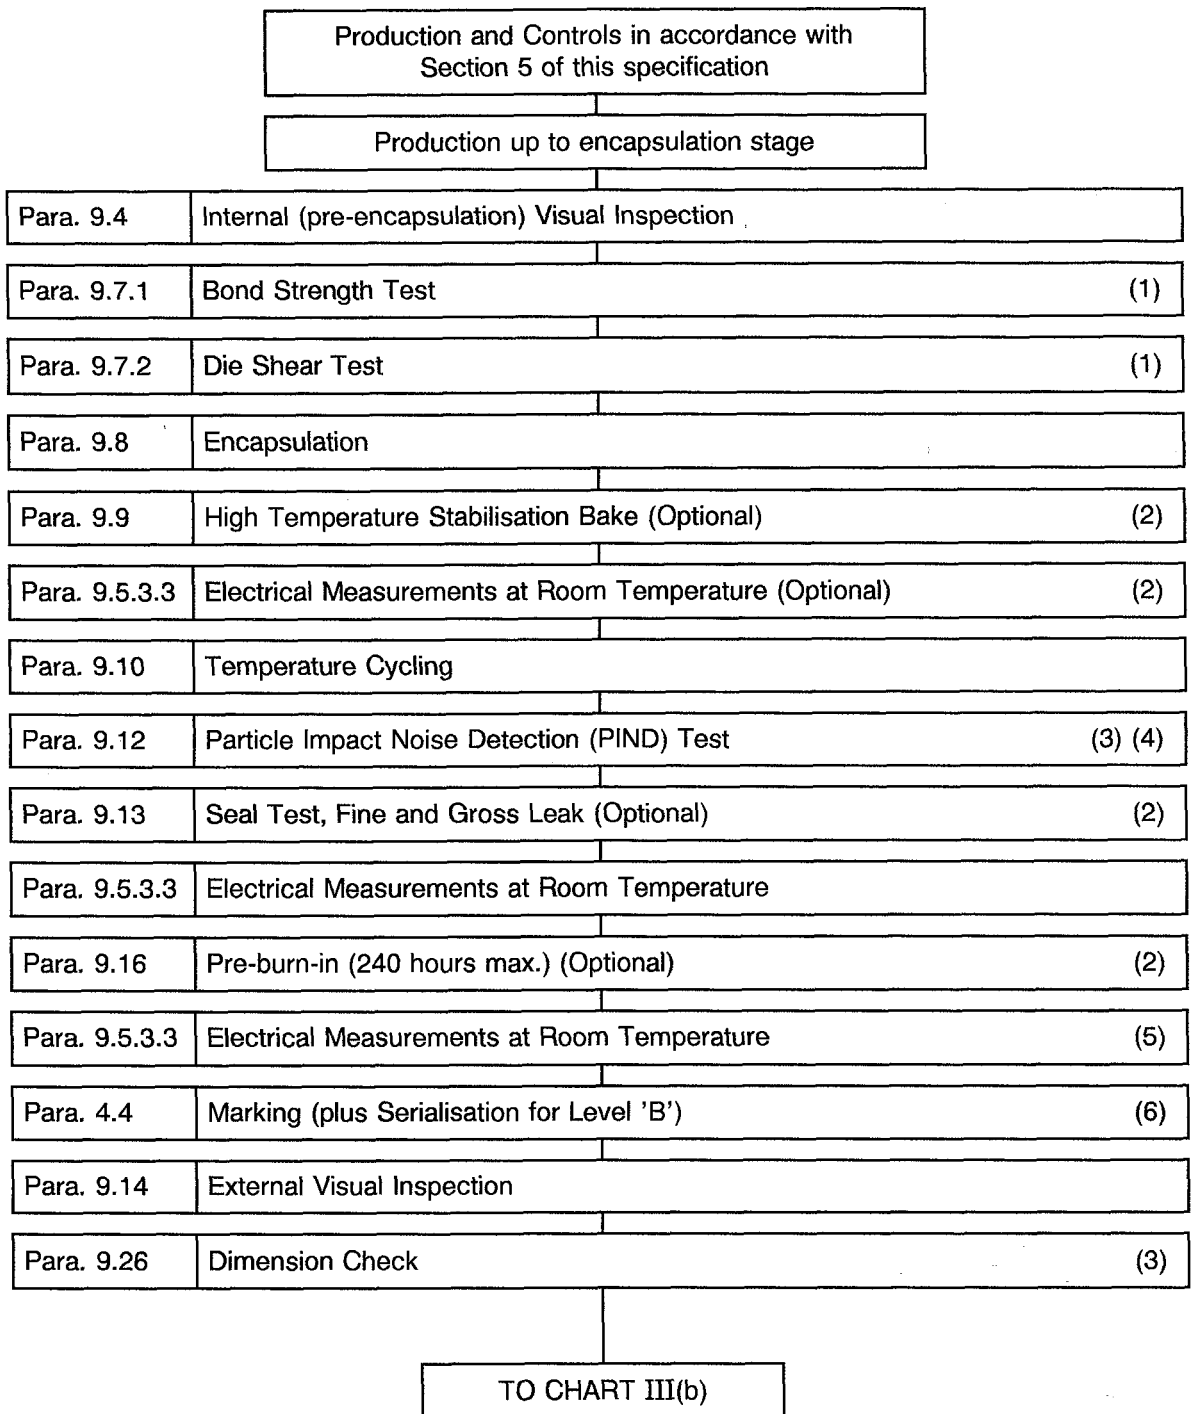 Production and Controls in accordance with
Section 5 of this specification
Production up to encapsulation stage
Para. 9.4 Internal (pre-encapsulation) Visual Inspection
Para. 9.7.1 Bond Strength Test (1)
Para. 9.7.2 Die Shear Test (1)
Para. 9.8 Encapsulation
Para. 9.9 High Temperature Stabilisation Bake (Optional) (2)
Para. 9.5.3.3 Electrical Measurements at Room Temperature (Optional) (2)
Para. 9.10 Temperature Cycling
Para. 9.12 Particle Impact Noise Detection (PIND) Test (3) (4)
Para. 9.13 Seal Test, Fine and Gross Leak (Optional) (2)
Para. 9.5.3.3 Electrical Measurements at Room Temperature
Para. 9.16 Pre-burn-in (240 hours max.) (Optional) (2)
Para. 9.5.3.3 Electrical Measurements at Room Temperature (5)
Para. 4.4 Marking (plus Serialisation for Level 'B') (6)
Para. 9.14 External Visual Inspection
Para. 9.26 Dimension Check (3)
TO CHART III(b)